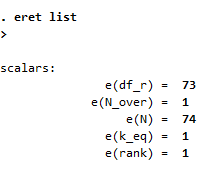 . eret list
>
scalars:
e(df_r) = 73
e(N_over) = 1
e(N) = 74
e(k_eq) = 1
e(rank) = 1